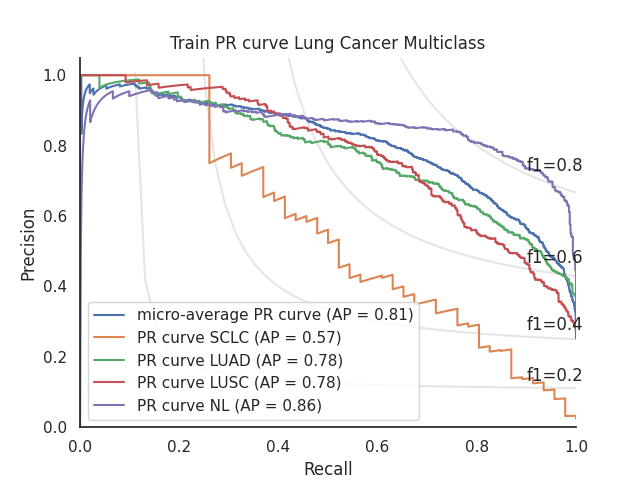 Train PR curve Lung Cancer Multiclass
1.0
0.8
0.6
0.4
0.2
0.0
Precision
f1=0.8
f1=0.6
f1=0.4
f1=0.2
micro-average PR curve (AP = 0.81)
PR curve SCLC (AP = 0.57)
PR curve LUAD (AP = 0.78)
PR curve LUSC (AP = 0.78)
PR curve NL (AP = 0.86)
0.0 0.2 0.4 0.6 0.8 1.0
Recall